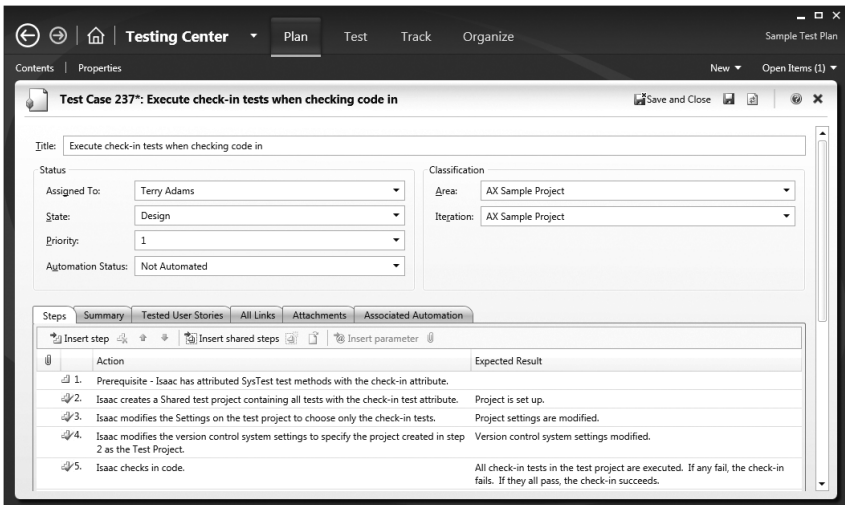 Testing Center Plan Test Track Organize Sample Test Plan
Contents | Properties New Open Items (1)
Test Case 237*: Execute check-in tests when checking code in Save and Close
Title: Execute check-in tests when checking code in
Status Classification
Assigned To: Terry Adams Area: AX Sample Project
State: Design Iteration: AX Sample Project
Priority: 1
Automation Status: Not Automated
Steps Summary Tested User Stories All Links Attachments Associated Automation
Insert step Insert shared steps Insert parameter
Action Expected Result
1. Prerequisite - Isaac has attributed SysTest test methods with the check-in attribute.
2. Isaac creates a Shared test project containing all tests with the check-in test attribute. Project is set up.
3. Isaac modifies the Settings on the test project to choose only the check-in tests. Project settings are modified.
4. Isaac modifies the version control system settings to specify the project created in step Version control system settings modified.
2 as the Test Project.
5. Isaac checks in code. All check-in tests in the test project are executed. If any fail, the check-in
fails. If they all pass, the check-in succeeds.